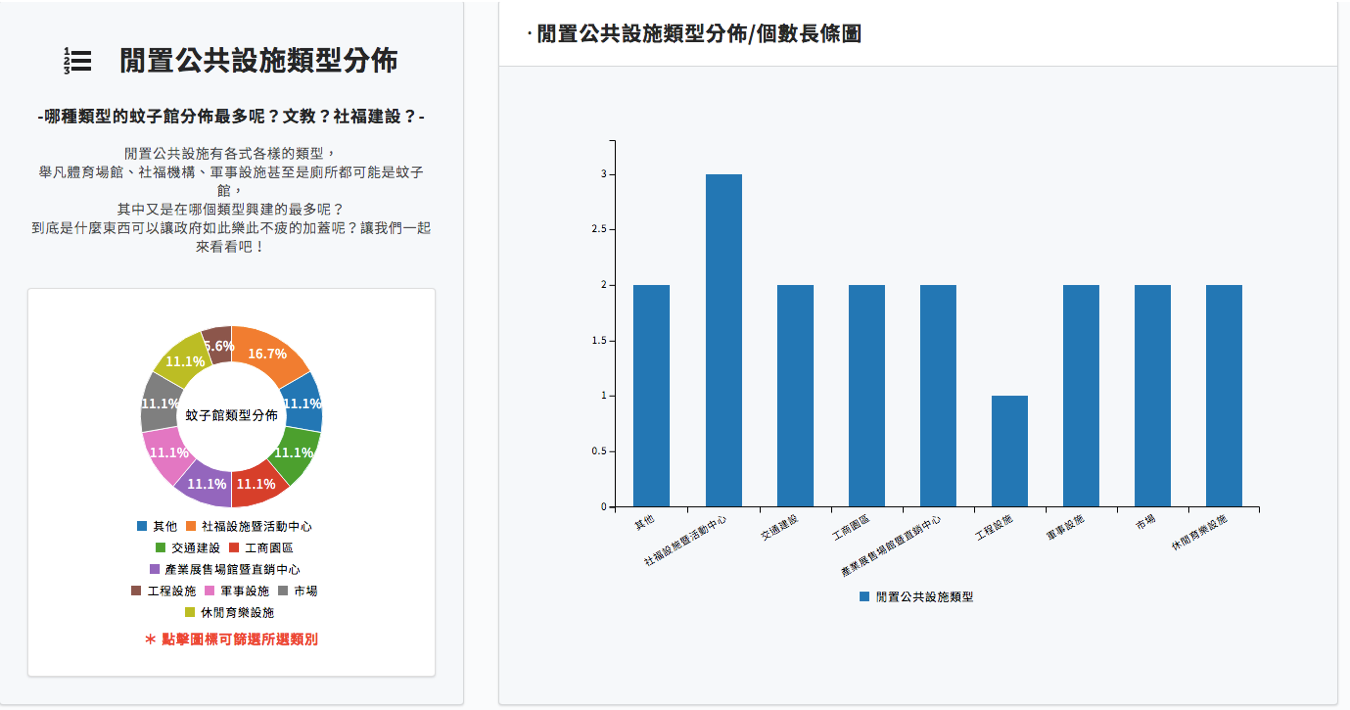 閒置公共設施類型分佈
-哪種類型的蚊子館分佈最多呢？文教？社福建設？-
閒置公共設施有各式各樣的類型，
舉凡體育場館、社福機構、軍事設施甚至是廁所都可能是蚊子
館，
其中又是在哪個類型興建的最多呢？
到底是什麼東西可以讓政府如此樂此不疲的加蓋呢？讓我們一起
來看看吧！
5.6%
16.7%
11.1%
11.1%
11.1%
蚊子館類型分佈
11.1%
11.1%
11.1%
11.1%
11.1%
其他 社福設施暨活動中心
交通建設 工商園區
產業展售場館暨直銷中心
工程設施 軍事設施 市場
休閒育樂設施
＊ 點擊圖標可篩選所選類別
· 閒置公共設施類型分佈/個數長條圖
3
2.5
2
1.5
1
0.5
0
其他
社福設施暨活動中心
交通建設
工商園區
產業展售場館暨直銷中心
工程設施
軍事設施
市場
休閒育樂設施
閒置公共設施類型